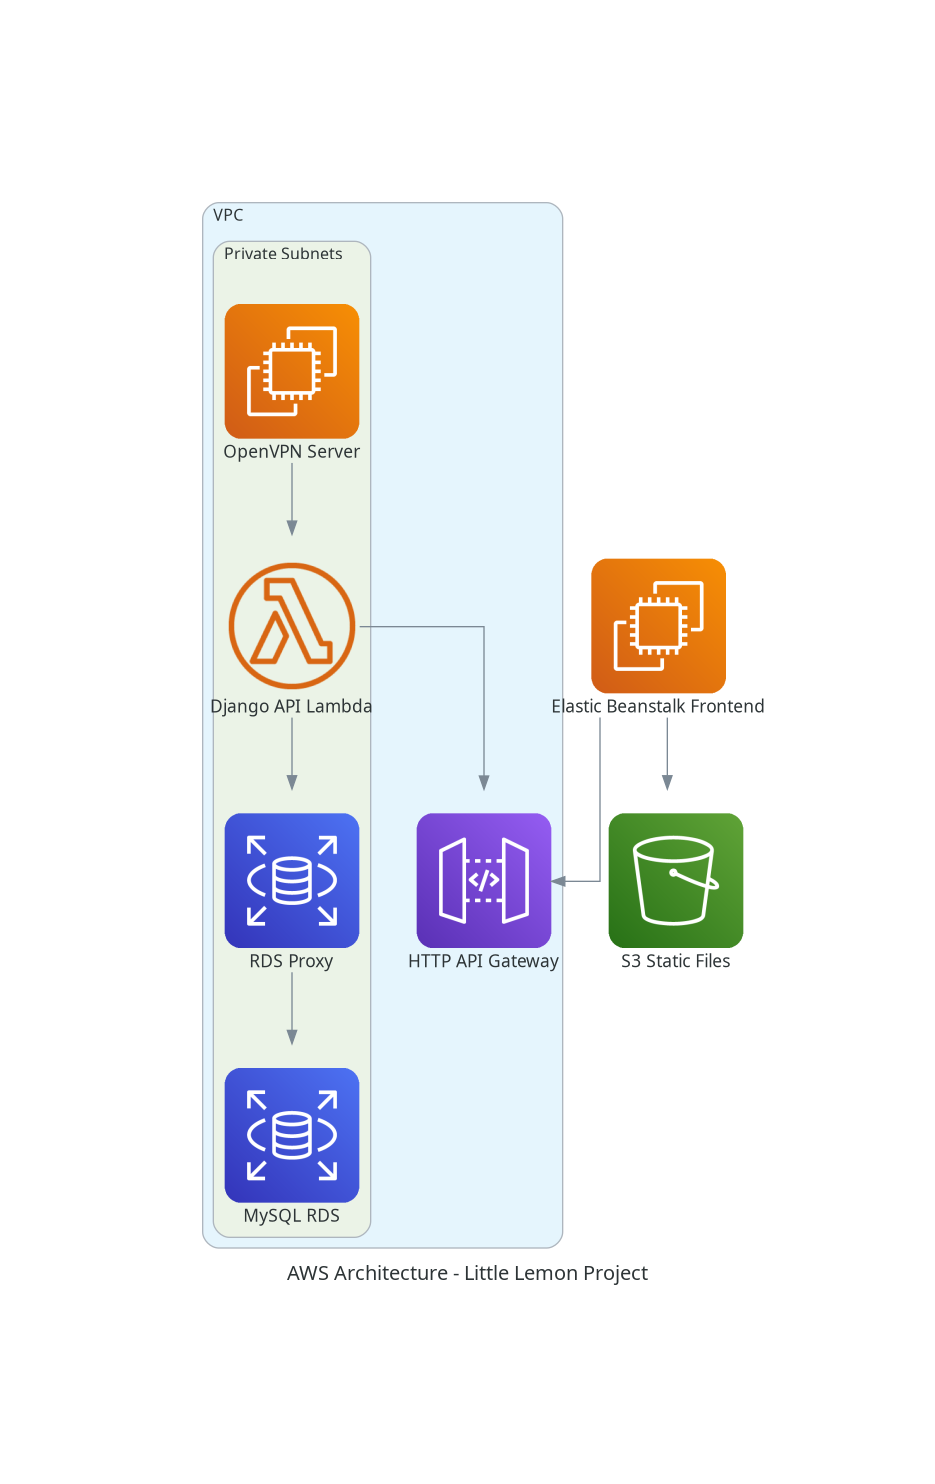 VPC
Private Subnets
OpenVPN Server
Django API Lambda
Elastic Beanstalk Frontend
RDS Proxy
HTTP API Gateway
S3 Static Files
MySQL RDS
AWS Architecture - Little Lemon Project